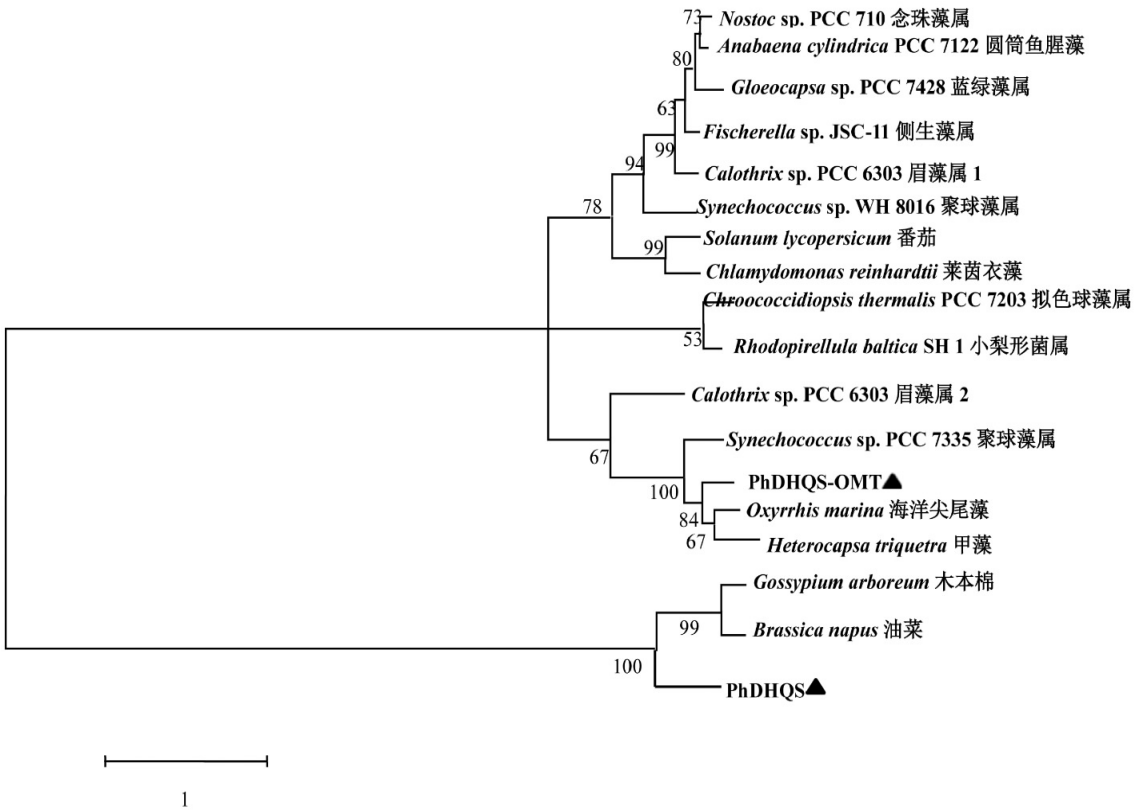 73
Nostoc sp. PCC 710 念珠藻属
Anabaena cylindrica PCC 7122 圆筒鱼腥藻
80
Gloeocapsa sp. PCC 7428 蓝绿藻属
63
Fischerella sp. JSC-11 侧生藻属
99
94
Calothrix sp. PCC 6303 眉藻属 1
78
Synechococcus sp. WH 8016 聚球藻属
Solanum lycopersicum 番茄
99
Chlamydomonas reinhardtii 莱茵衣藻
Chroococcidiopsis thermalis PCC 7203 拟色球藻属
53
Rhodopirellula baltica SH 1 小梨形菌属
Calothrix sp. PCC 6303 眉藻属 2
Synechococcus sp. PCC 7335 聚球藻属
67
PhDHQS-OMT▲
100
Oxyrrhis marina 海洋尖尾藻
84
67
Heterocapsa triquetra 甲藻
Gossypium arboreum 木本棉
99
Brassica napus 油菜
100
PhDHQS▲
1